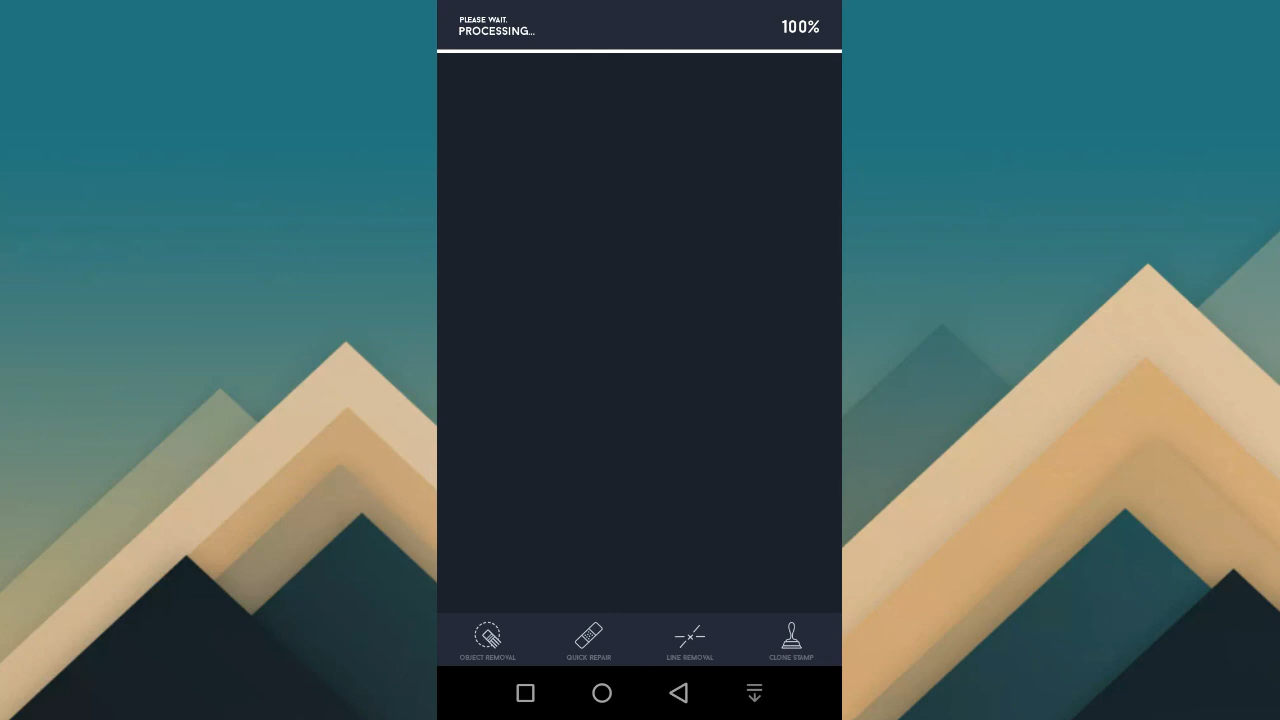 PLEASE WAIT.
PROCESSING...
100%
OBJECT REMOVAL
QUICK REPAIR
LINE REMOVAL
CLONE STAMP